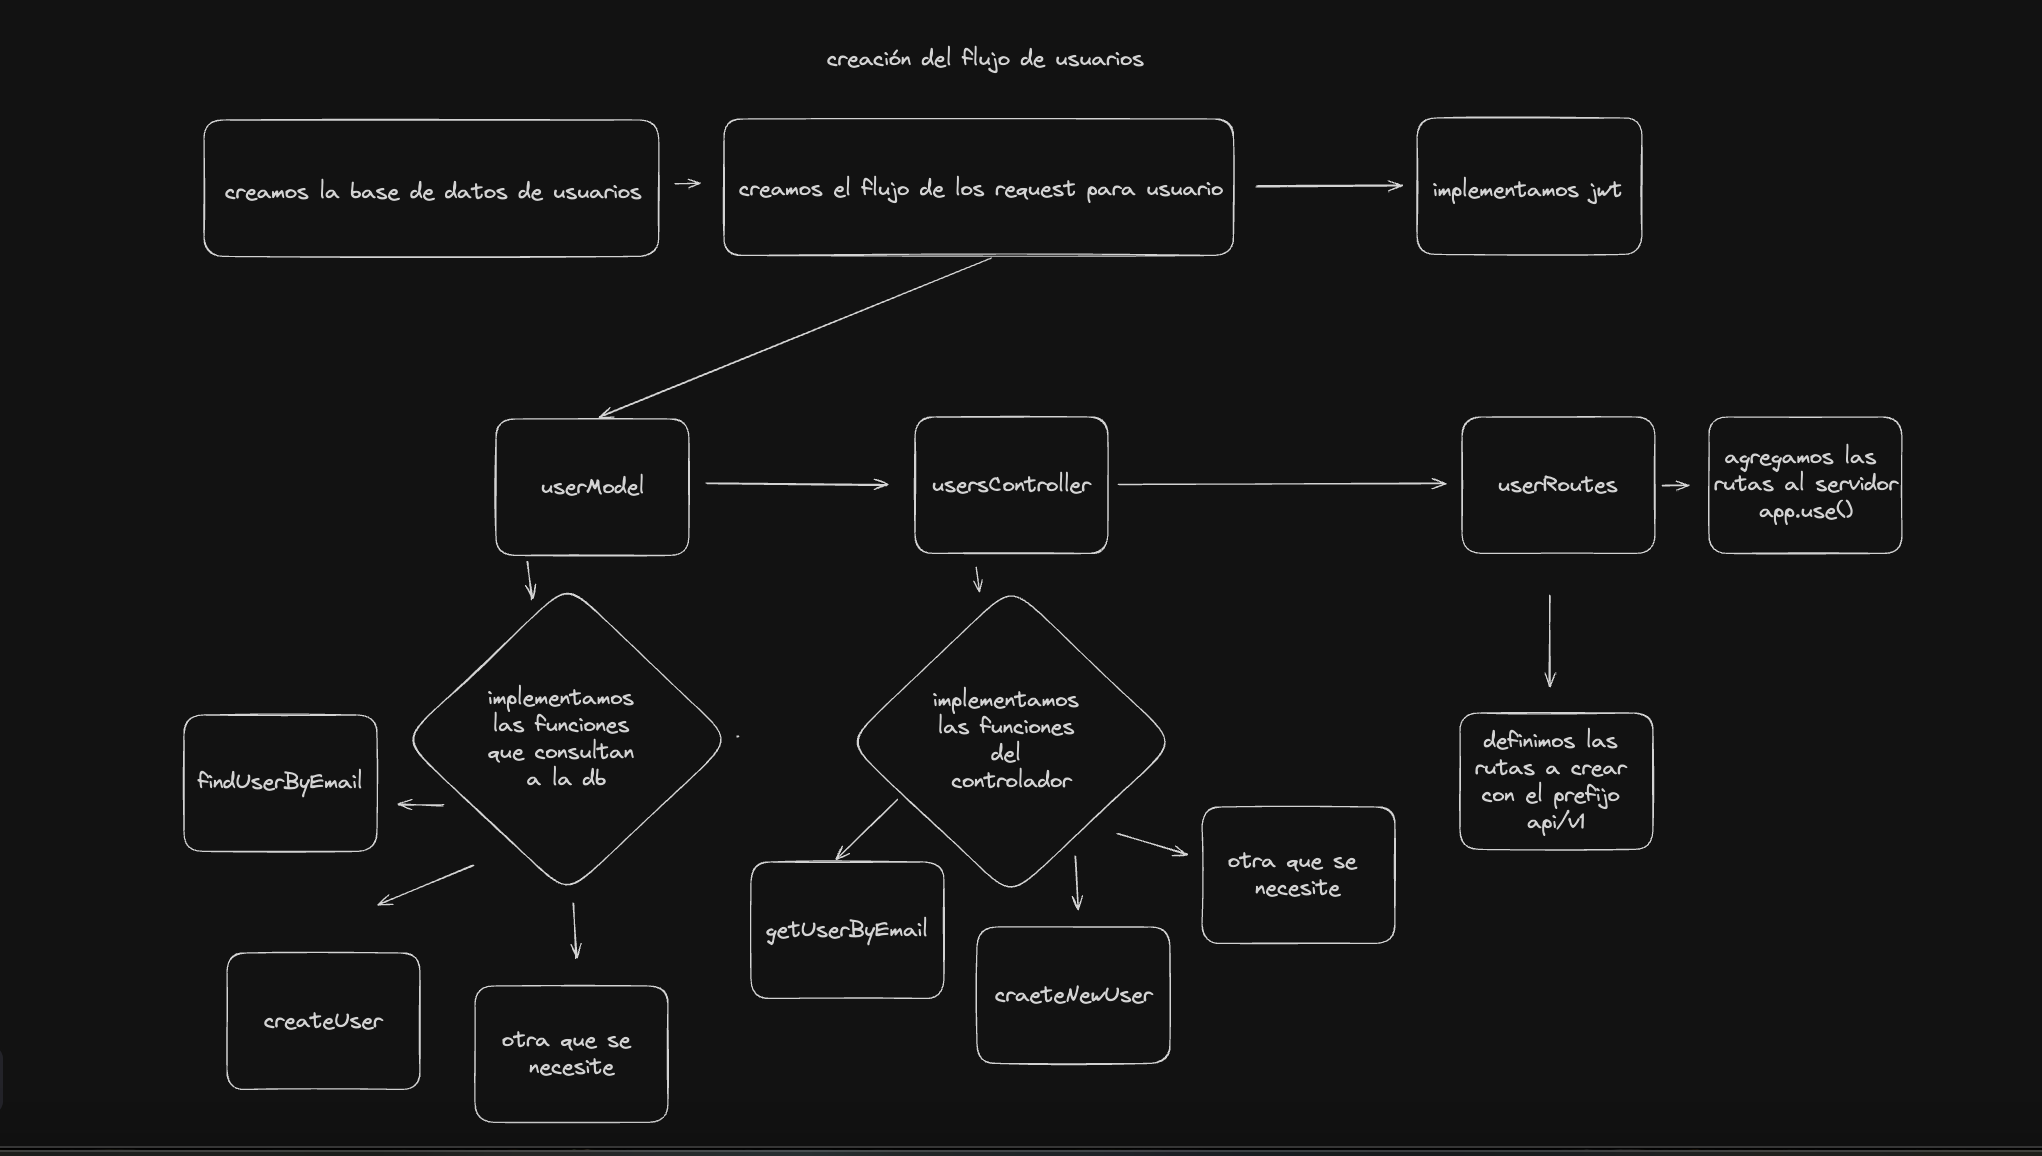 creación del flujo de usuarios
creamos la base de datos de usuarios
creamos el flujo de los request para usuario
implementamos jwt
userModel
usersController
userRoutes
agregamos las
rutas al servidor
app.use()
implementamos
las funciones
que consultan
a la db
implementamos
las funciones
del
controlador
definimos las
rutas a crear
con el prefijo
api/v1
findUserByEmail
createUser
otra que se
necesite
getUserByEmail
craeteNewUser
otra que se
necesite